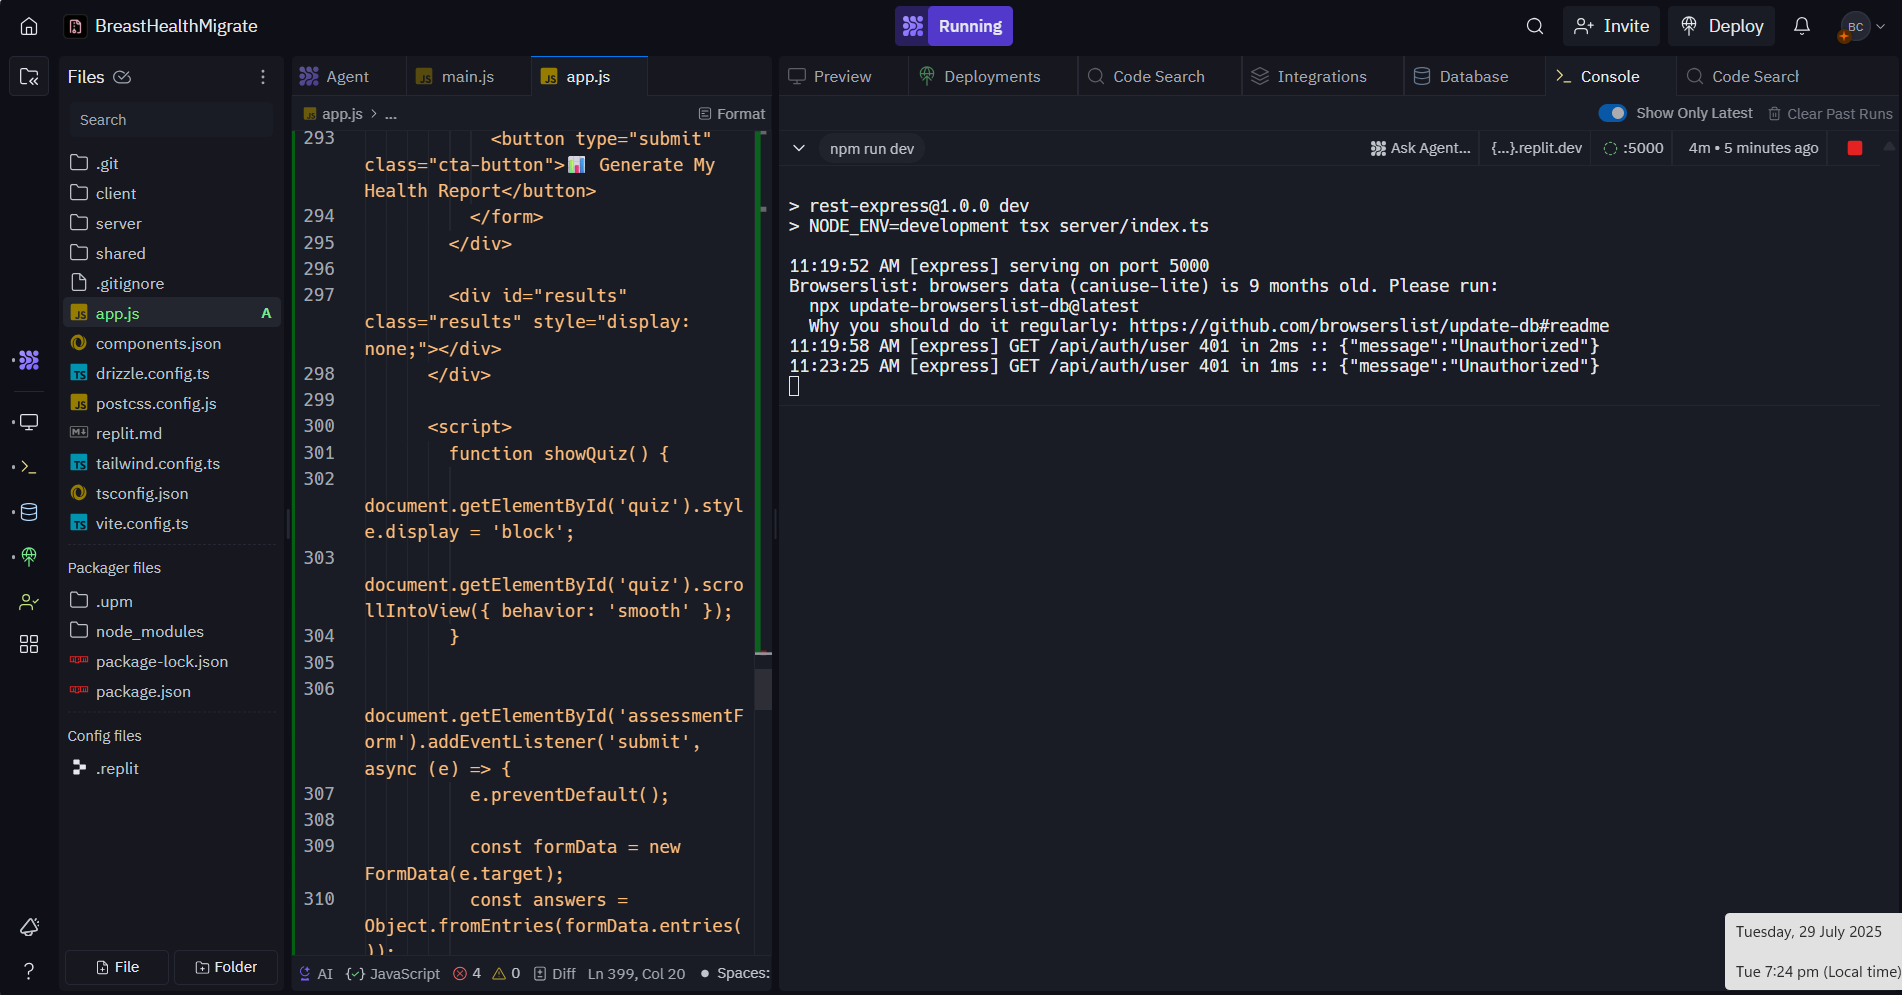 BreastHealthMigrate
Running
Invite
Deploy
BC
Files
Agent
main.js
app.js
Preview
Deployments
Code Search
Integrations
Database
Console
Search
app.js > ...
Format
Show Only Latest
Clear Past Runs
npm run dev
Ask Agent...
{...}.replit.dev
:5000
4m • 5 minutes ago
.git
client
server
shared
.gitignore
app.js A
components.json
drizzle.config.ts
postcss.config.js
replit.md
tailwind.config.ts
tsconfig.json
vite.config.ts
Packager files
.upm
node_modules
package-lock.json
package.json
Config files
.replit
File
Folder
293 <button type="submit"
class="cta-button">📊 Generate My
Health Report</button>
294 </form>
295 </div>
296
297 <div id="results"
class="results" style="display:
none;"></div>
298 </div>
299
300 <script>
301 function showQuiz() {
302
document.getElementById('quiz').styl
e.display = 'block';
303
document.getElementById('quiz').scro
llIntoView({ behavior: 'smooth' });
304 }
305
306
document.getElementById('assessmentF
orm').addEventListener('submit',
async (e) => {
307 e.preventDefault();
308
309 const formData = new
FormData(e.target);
310 const answers =
Object.fromEntries(formData.entries(
));
AI
JavaScript
4
0
Diff
Ln 399, Col 20
Spaces:
> rest-express@1.0.0 dev
> NODE_ENV=development tsx server/index.ts
11:19:52 AM [express] serving on port 5000
Browserslist: browsers data (caniuse-lite) is 9 months old. Please run:
npx update-browserslist-db@latest
Why you should do it regularly: https://github.com/browserslist/update-db#readme
11:19:58 AM [express] GET /api/auth/user 401 in 2ms :: {"message":"Unauthorized"}
11:23:25 AM [express] GET /api/auth/user 401 in 1ms :: {"message":"Unauthorized"}
Tuesday, 29 July 2025
Tue 7:24 pm (Local time)